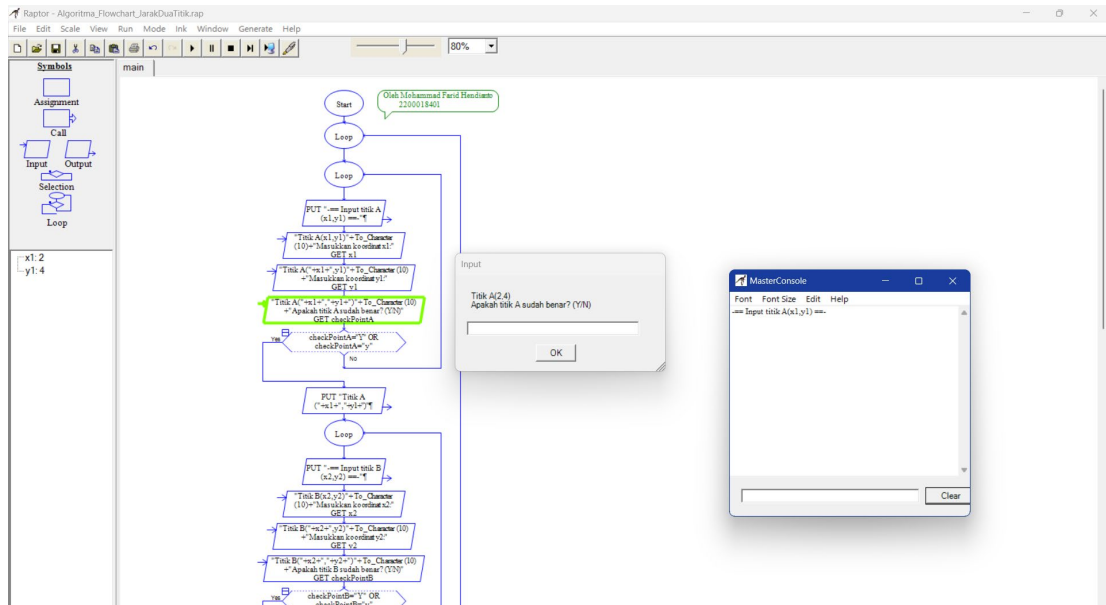 Raptor - Algoritma_Flowchart_JarakDuaTitik.rap
File Edit Scale View Run Mode Ink Window Generate Help
80%
Symbols
main
Assignment
Call
Input Output
Selection
Loop
x1: 2
y1: 4
Oleh Mohammad Farid Hendianto
2200018401
Start
Loop
Loop
PUT "-== Input titik A
(x1,y1) ==-"¶
"Titik A(x1,y1)"+To_Character
(10)+"Masukkan koordinat x1:"
GET x1
"Titik A("+x1+",y1)"+To_Character (10)
+"Masukkan koordinat y1:"
GET y1
"Titik A("+x1+","+y1+")"+To_Character (10)
+"Apakah titik A sudah benar? (Y/N)"
GET checkPointA
Yes
checkPointA="Y" OR
checkPointA="y"
No
PUT "Titik A
("+x1+","+y1+")"¶
Loop
PUT "-== Input titik B
(x2,y2) ==-"¶
"Titik B(x2,y2)"+To_Character
(10)+"Masukkan koordinat x2:"
GET x2
"Titik B("+x2+",y2)"+To_Character (10)
+"Masukkan koordinat y2:"
GET y2
"Titik B("+x2+","+y2+")"+To_Character (10)
+"Apakah titik B sudah benar? (Y/N)"
GET checkPointB
Yes
checkPointB="Y" OR
checkPointB="y"
Input
Titik A(2,4)
Apakah titik A sudah benar? (Y/N)
OK
MasterConsole
Font Font Size Edit Help
-== Input titik A(x1,y1) ==-
Clear